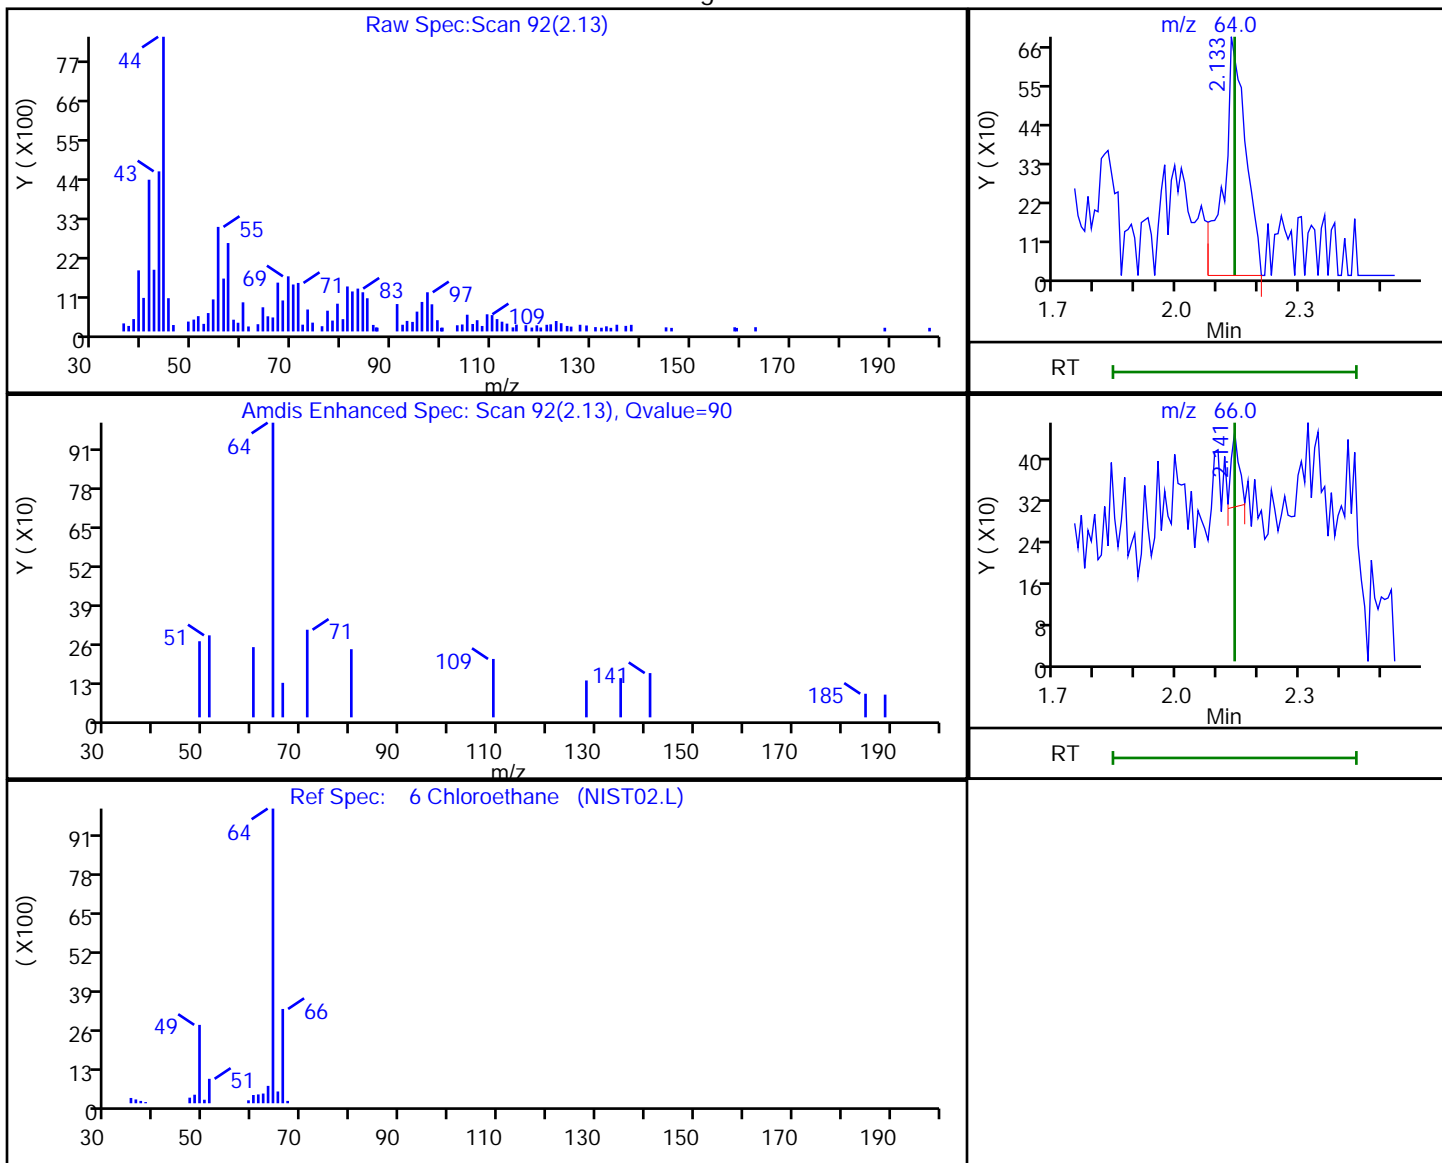 Raw Spec:Scan 92(2.13)
Y ( X100)
77
66
55
44
33
22
11
0
44
43
55
69
71
83
97
109
30 50 70 90 110 130 150 170 190
m/z
m/z 64.0
Y ( X10)
66
55
44
33
22
11
0
2.133
1.7 2.0 2.3
Min
RT
Amdis Enhanced Spec: Scan 92(2.13), Qvalue=90
Y ( X10)
91
78
65
52
39
26
13
0
64
51
71
109
141
185
30 50 70 90 110 130 150 170 190
m/z
m/z 66.0
Y ( X10)
40
32
24
16
8
0
2.141
1.7 2.0 2.3
Min
RT
Ref Spec: 6 Chloroethane (NIST02.L)
( X100)
91
78
65
52
39
26
13
0
64
49
66
51
30 50 70 90 110 130 150 170 190